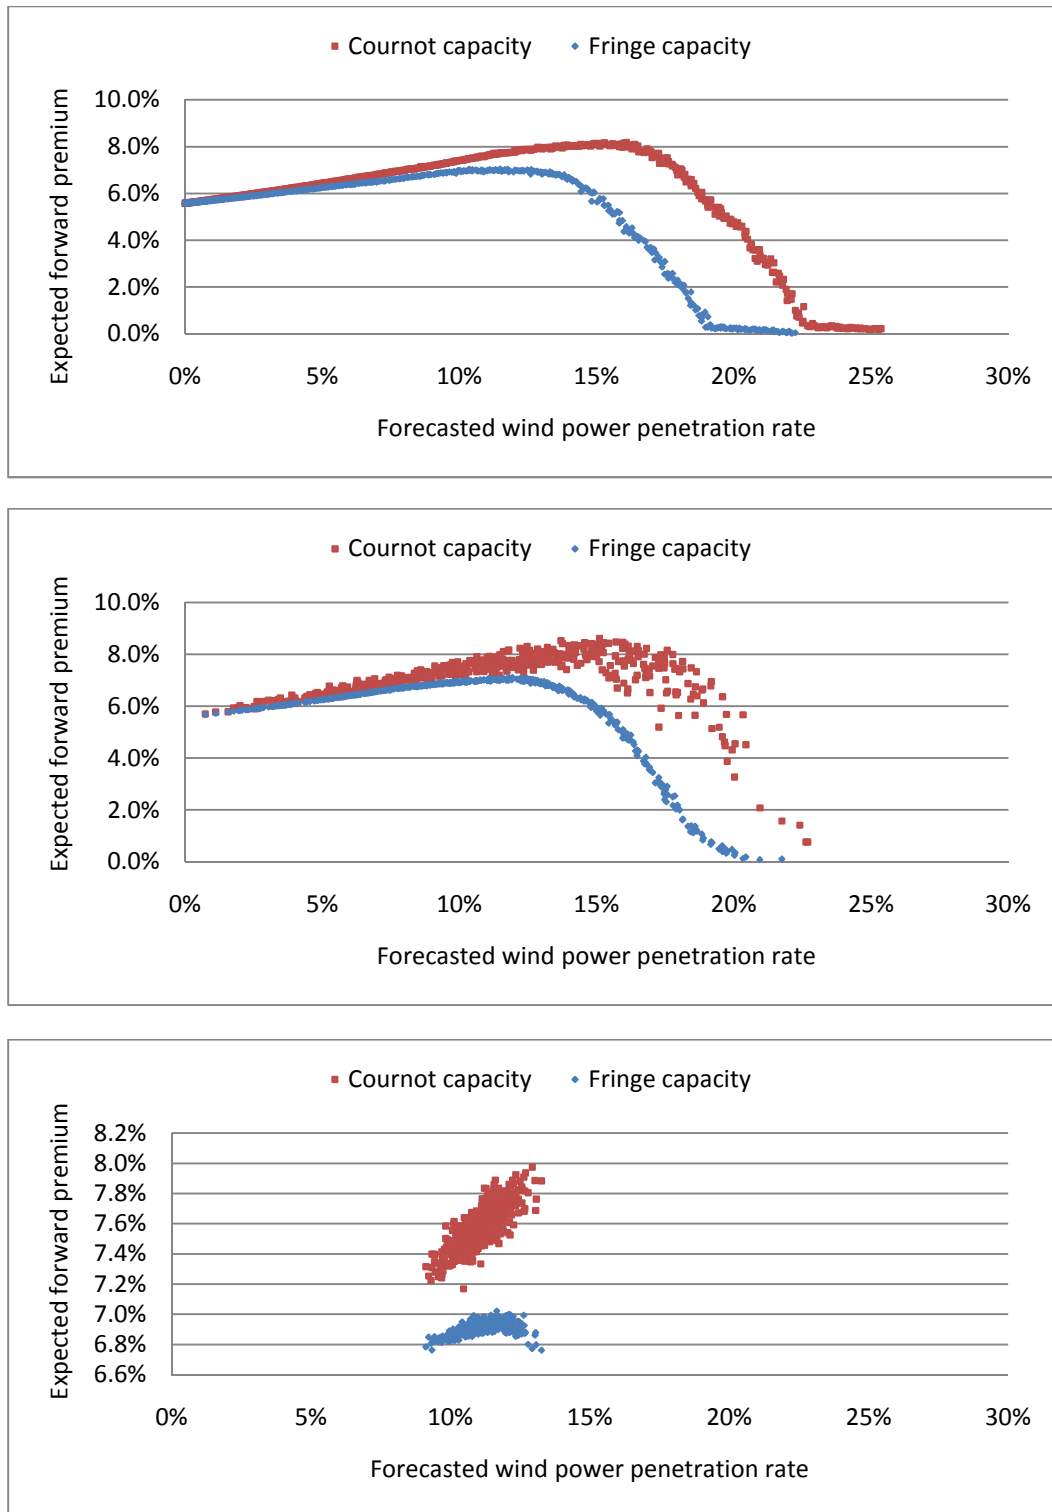 Cournot capacity Fringe capacity
Expected forward premium
10.0%
8.0%
6.0%
4.0%
2.0%
0.0%
0% 5% 10% 15% 20% 25% 30%
Forecasted wind power penetration rate
Cournot capacity Fringe capacity
Expected forward premium
10.0%
8.0%
6.0%
4.0%
2.0%
0.0%
0% 5% 10% 15% 20% 25% 30%
Forecasted wind power penetration rate
Cournot capacity Fringe capacity
Expected forward premium
8.2%
8.0%
7.8%
7.6%
7.4%
7.2%
7.0%
6.8%
6.6%
0% 5% 10% 15% 20% 25% 30%
Forecasted wind power penetration rate